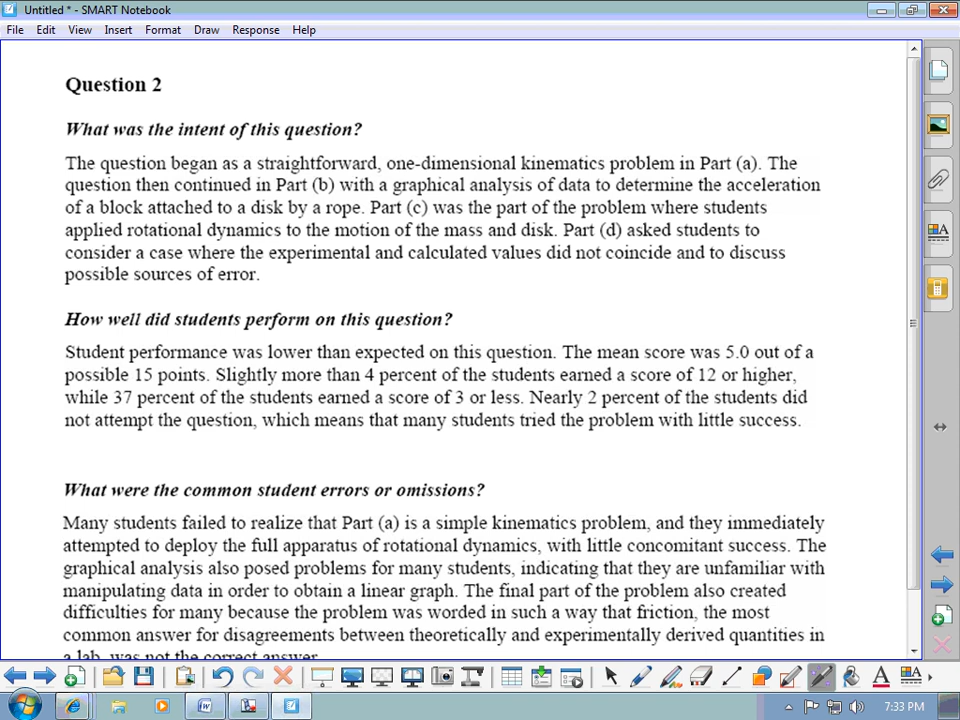 Untitled * - SMART Notebook
File Edit View Insert Format Draw Response Help
Question 2
What was the intent of this question?
The question began as a straightforward, one-dimensional kinematics problem in Part (a). The
question then continued in Part (b) with a graphical analysis of data to determine the acceleration
of a block attached to a disk by a rope. Part (c) was the part of the problem where students
applied rotational dynamics to the motion of the mass and disk. Part (d) asked students to
consider a case where the experimental and calculated values did not coincide and to discuss
possible sources of error.
How well did students perform on this question?
Student performance was lower than expected on this question. The mean score was 5.0 out of a
possible 15 points. Slightly more than 4 percent of the students earned a score of 12 or higher,
while 37 percent of the students earned a score of 3 or less. Nearly 2 percent of the students did
not attempt the question, which means that many students tried the problem with little success.
What were the common student errors or omissions?
Many students failed to realize that Part (a) is a simple kinematics problem, and they immediately
attempted to deploy the full apparatus of rotational dynamics, with little concomitant success. The
graphical analysis also posed problems for many students, indicating that they are unfamiliar with
manipulating data in order to obtain a linear graph. The final part of the problem also created
difficulties for many because the problem was worded in such a way that friction, the most
common answer for disagreements between theoretically and experimentally derived quantities in
a lab, was not the correct answer.
7:33 PM